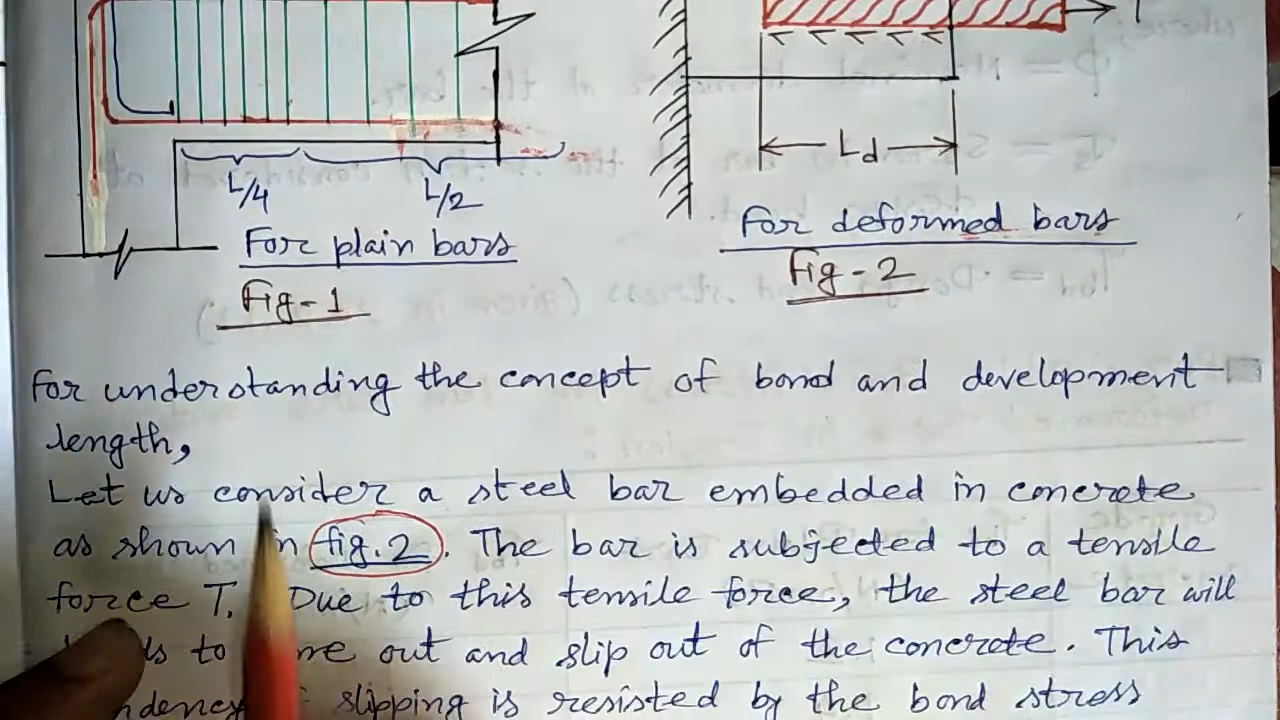 T
Ld
L/4 L/2
For plain bars
Fig-1
For deformed bars
Fig-2
For understanding the concept of bond and development
length,
Let us consider a steel bar embedded in concrete
as shown in fig.2. The bar is subjected to a tensile
force T. Due to this tensile force, the steel bar will
to out and slip out of the concrete. This
slipping is resisted by the bond stress